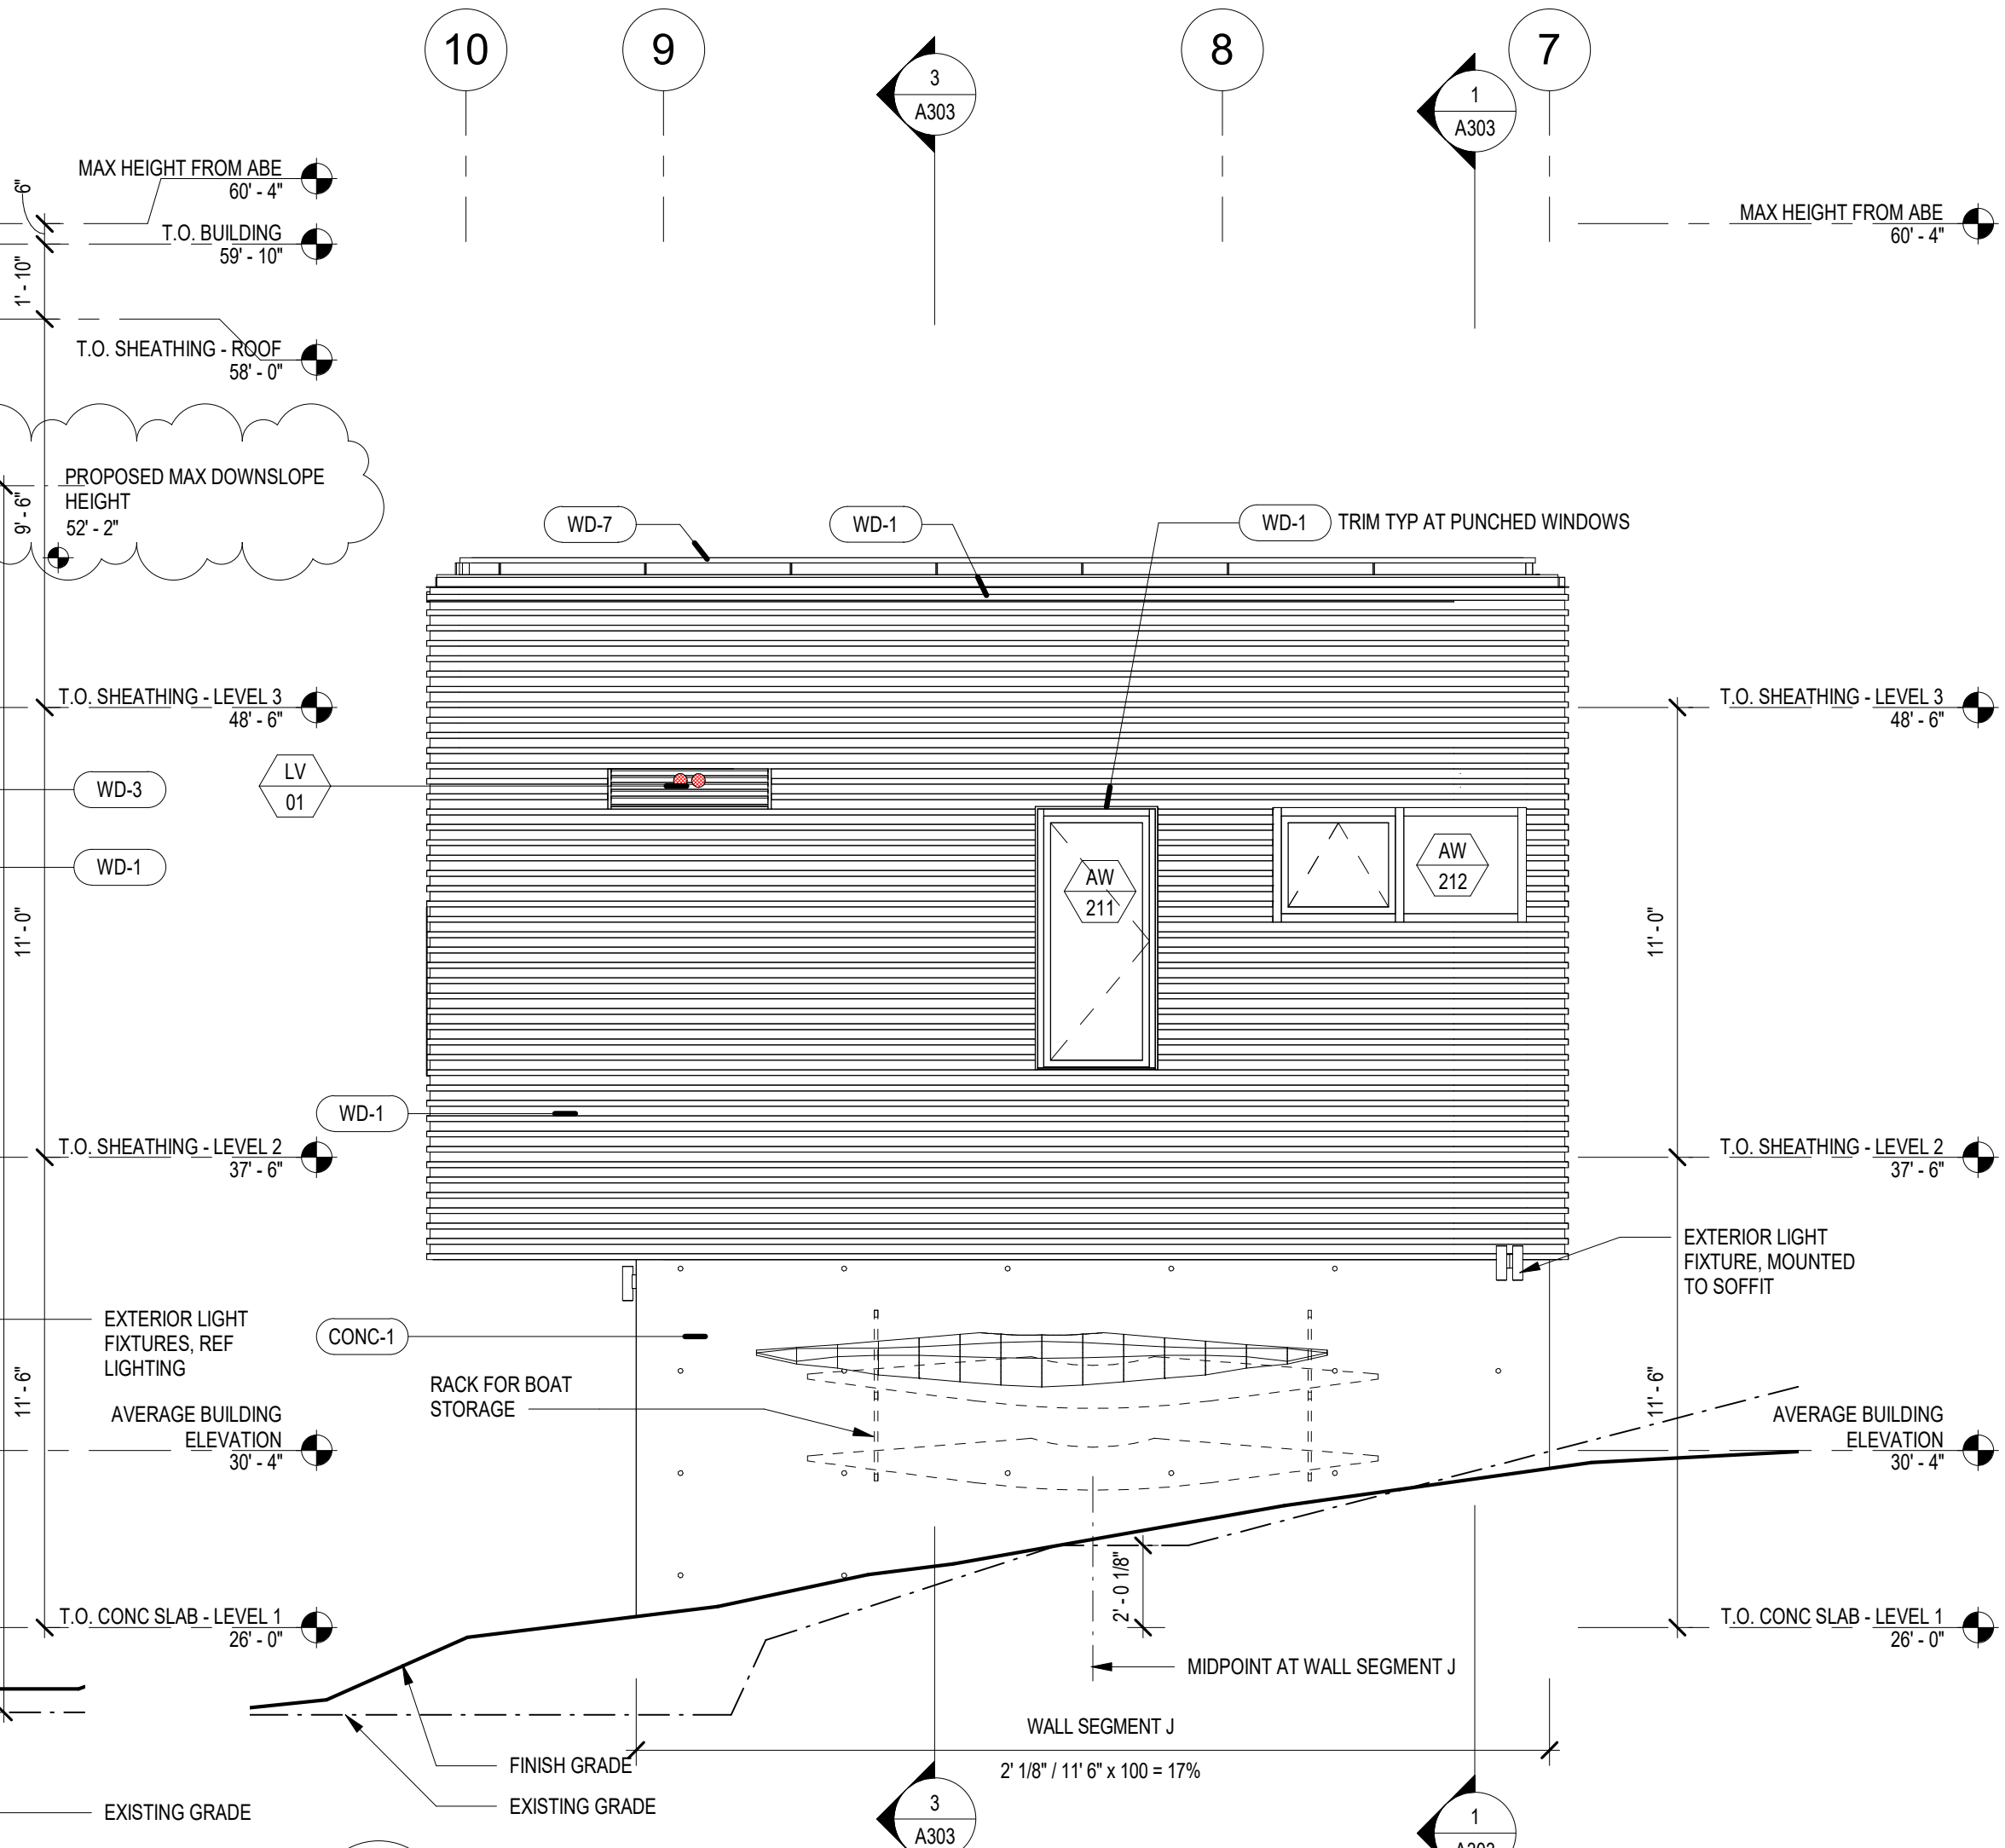 10
9
3
A303
8
1
A303
7
MAX HEIGHT FROM ABE
60' - 4"
6"
T.O. BUILDING
59' - 10"
1' - 10"
T.O. SHEATHING - ROOF
58' - 0"
MAX HEIGHT FROM ABE
60' - 4"
PROPOSED MAX DOWNSLOPE
HEIGHT
52' - 2"
9' - 6"
WD-7
WD-1
WD-1
TRIM TYP AT PUNCHED WINDOWS
T.O. SHEATHING - LEVEL 3
48' - 6"
T.O. SHEATHING - LEVEL 3
48' - 6"
WD-3
LV
01
WD-1
AW
211
AW
212
11' - 0"
11' - 0"
WD-1
T.O. SHEATHING - LEVEL 2
37' - 6"
T.O. SHEATHING - LEVEL 2
37' - 6"
EXTERIOR LIGHT
FIXTURE, MOUNTED
TO SOFFIT
EXTERIOR LIGHT
FIXTURES, REF
LIGHTING
CONC-1
RACK FOR BOAT
STORAGE
11' - 6"
11' - 6"
AVERAGE BUILDING
ELEVATION
30' - 4"
AVERAGE BUILDING
ELEVATION
30' - 4"
2' - 0 1/8"
T.O. CONC SLAB - LEVEL 1
26' - 0"
T.O. CONC SLAB - LEVEL 1
26' - 0"
MIDPOINT AT WALL SEGMENT J
WALL SEGMENT J
2' 1/8" / 11' 6" x 100 = 17%
FINISH GRADE
EXISTING GRADE
EXISTING GRADE
3
A303
1
A303